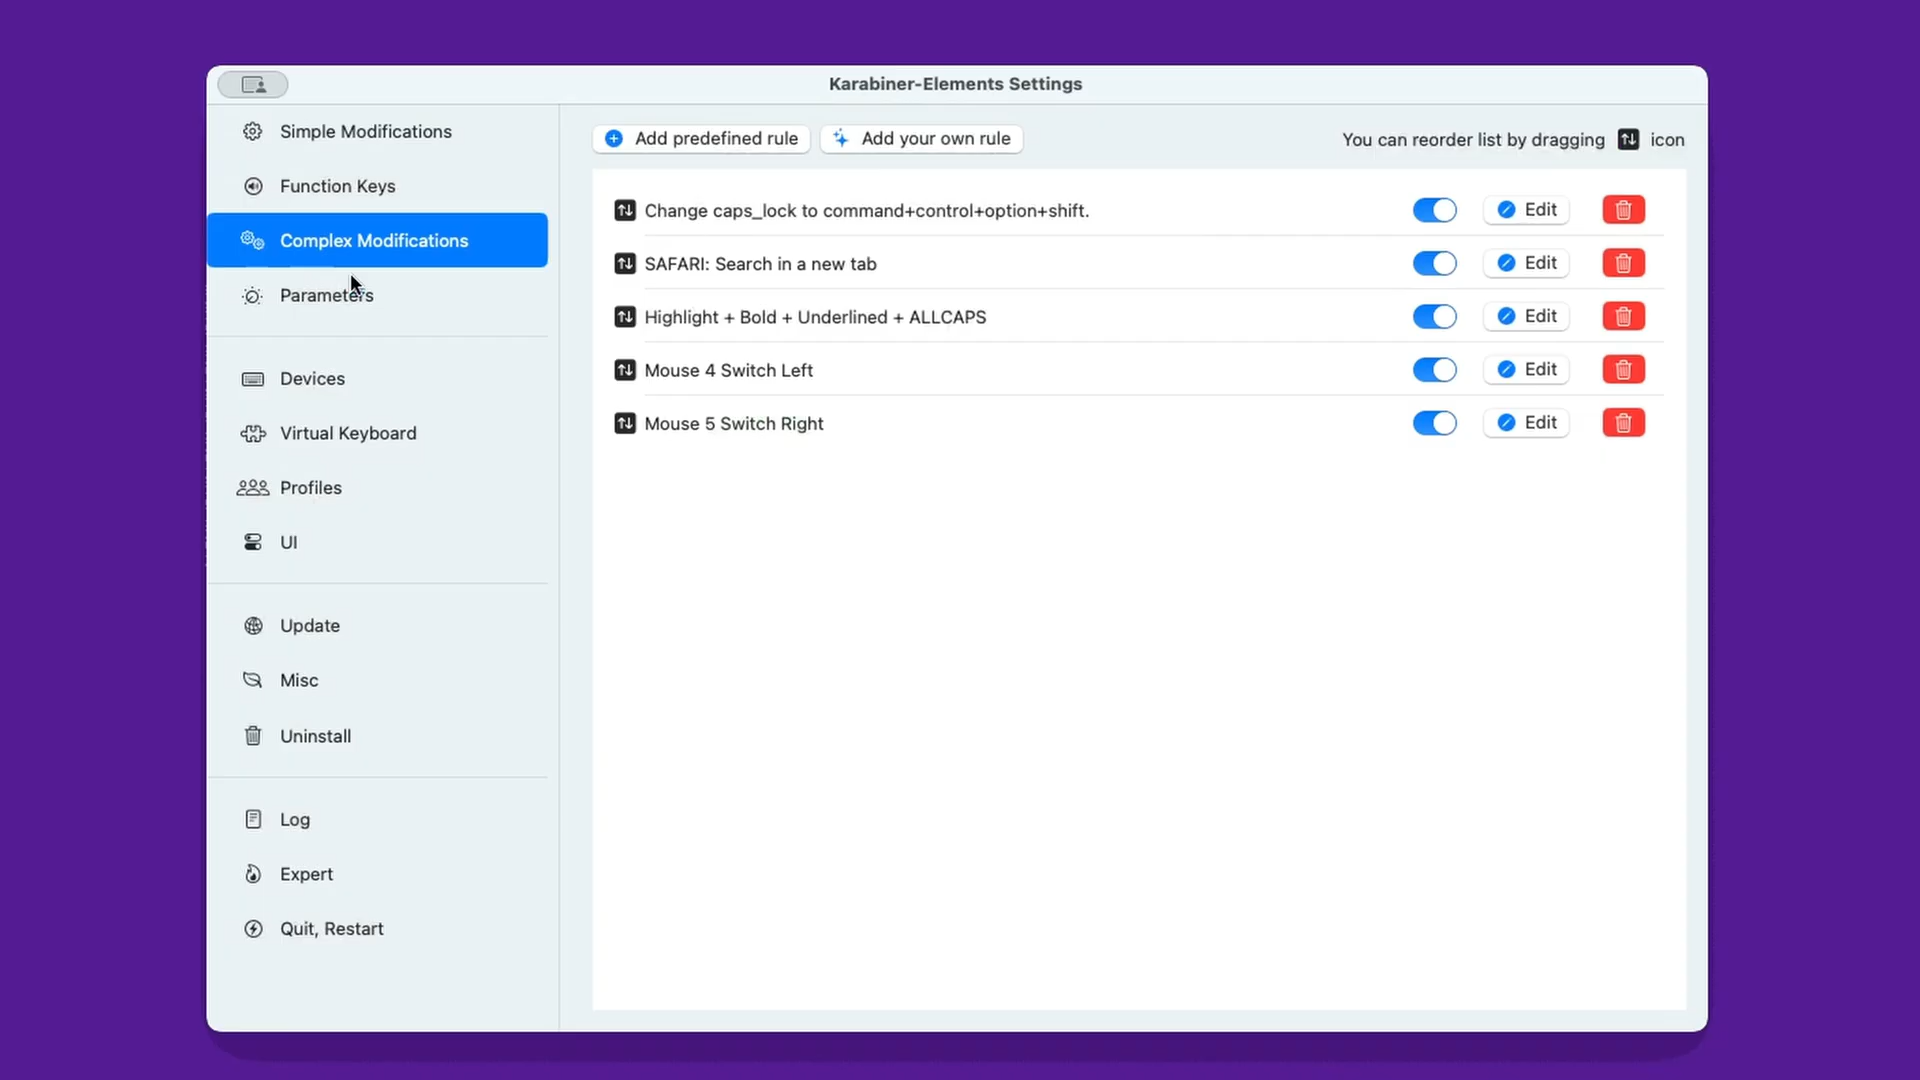 Karabiner-Elements Settings
Simple Modifications
Function Keys
Complex Modifications
Parameters
Devices
Virtual Keyboard
Profiles
UI
Update
Misc
Uninstall
Log
Expert
Quit, Restart
Add predefined rule
Add your own rule
You can reorder list by dragging icon
Change caps_lock to command+control+option+shift.
Edit
SAFARI: Search in a new tab
Edit
Highlight + Bold + Underlined + ALLCAPS
Edit
Mouse 4 Switch Left
Edit
Mouse 5 Switch Right
Edit